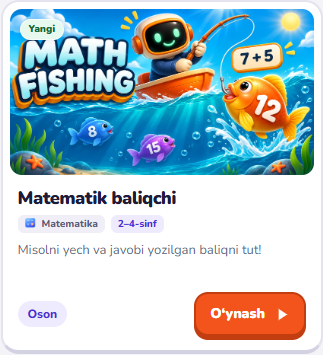 Yangi
MATH
FISHING
7 + 5
12
8
15
Matematik baliqchi
Matematika
2–4-sinf
Misolni yech va javobi yozilgan baliqni tut!
Oson
O‘ynash